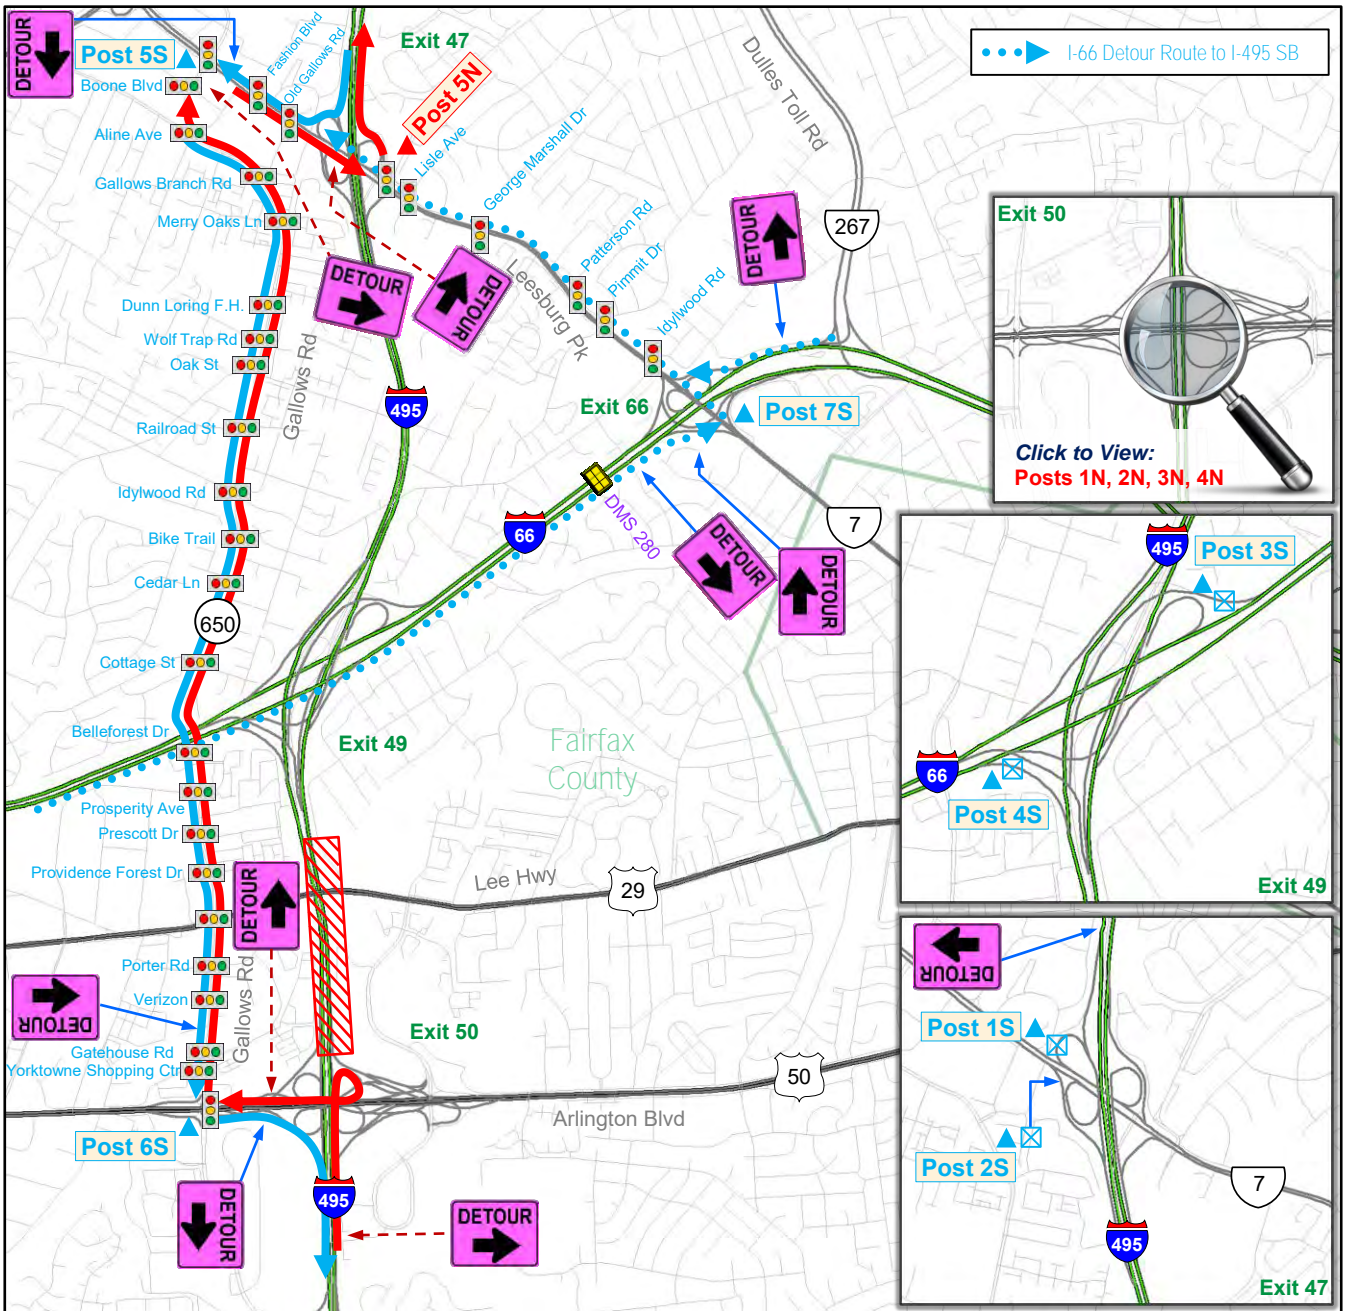 DETOUR
Post 5S
Boone Blvd
Fashion Blvd
Old Gallows Rd
Exit 47
Post 5N
Lisle Ave
George Marshall Dr
Dulles Toll Rd
I-66 Detour Route to I-495 SB
Aline Ave
Gallows Branch Rd
Merry Oaks Ln
Dunn Loring F.H.
Wolf Trap Rd
Oak St
Railroad St
Idylwood Rd
Bike Trail
Cedar Ln
650
Cottage St
Belleforest Dr
Prosperity Ave
Prescott Dr
Providence Forest Dr
Porter Rd
Verizon
Gatehouse Rd
Yorktowne Shopping Ctr
Post 6S
Gallows Rd
DETOUR
DETOUR
Leesburg Pk
Patterson Rd
Pimmit Dr
Idylwood Rd
DETOUR
267
495
Exit 66
Post 7S
66
DMS 280
DETOUR
DETOUR
7
Exit 49
Fairfax
County
Lee Hwy
29
DETOUR
Gallows Rd
DETOUR
Exit 50
50
Arlington Blvd
DETOUR
495
DETOUR
Exit 50
Click to View:
Posts 1N, 2N, 3N, 4N
495
Post 3S
66
Post 4S
Exit 49
DETOUR
Post 1S
Post 2S
7
495
Exit 47